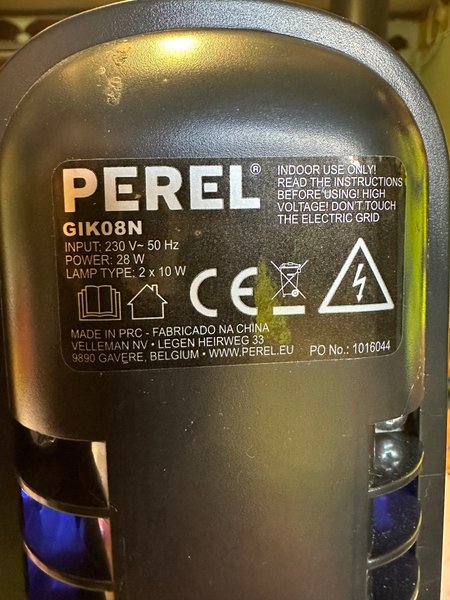 PEREL®
GIK08N
INPUT: 230 V~ 50 Hz
POWER: 28 W
LAMP TYPE: 2 x 10 W
INDOOR USE ONLY!
READ THE INSTRUCTIONS
BEFORE USING! HIGH
VOLTAGE! DON'T TOUCH
THE ELECTRIC GRID
CE
MADE IN PRC - FABRICADO NA CHINA
VELLEMAN NV • LEGEN HEIRWEG 33
9890 GAVERE, BELGIUM • WWW.PEREL.EU
PO No.: 1016044